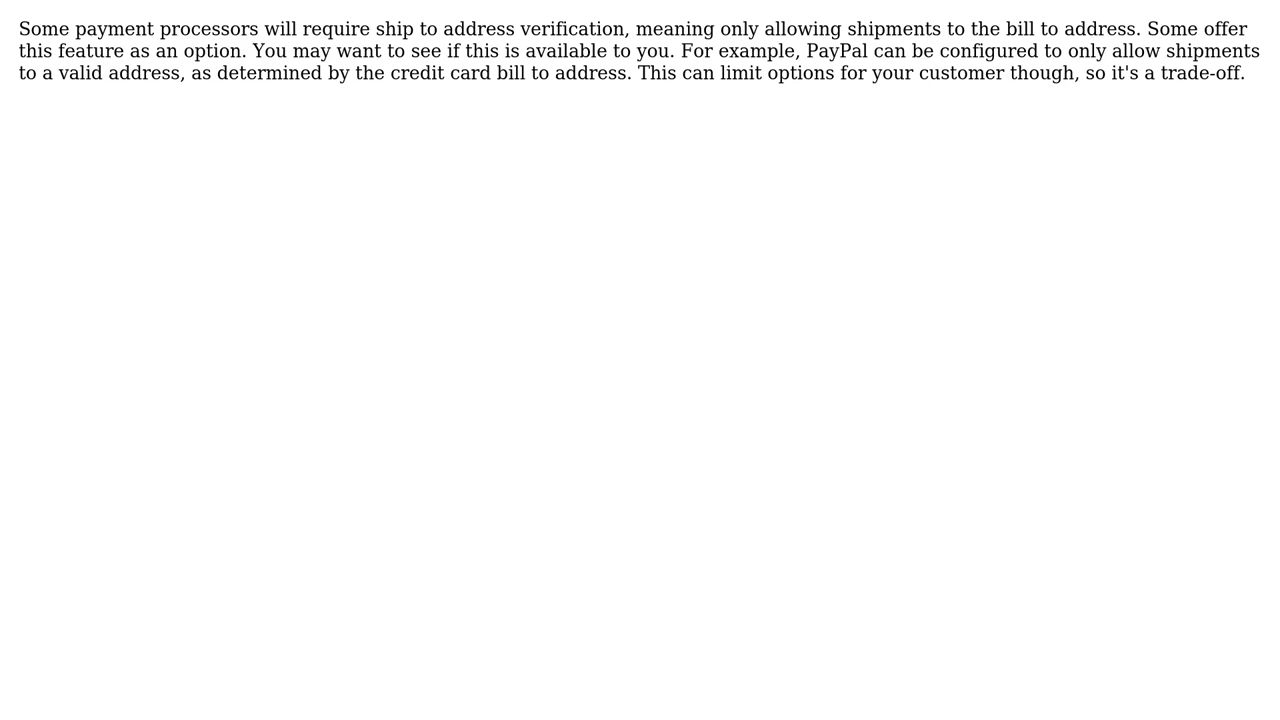 Some payment processors will require ship to address verification, meaning only allowing shipments to the bill to address. Some offer
this feature as an option. You may want to see if this is available to you. For example, PayPal can be configured to only allow shipments
to a valid address, as determined by the credit card bill to address. This can limit options for your customer though, so it's a trade-off.